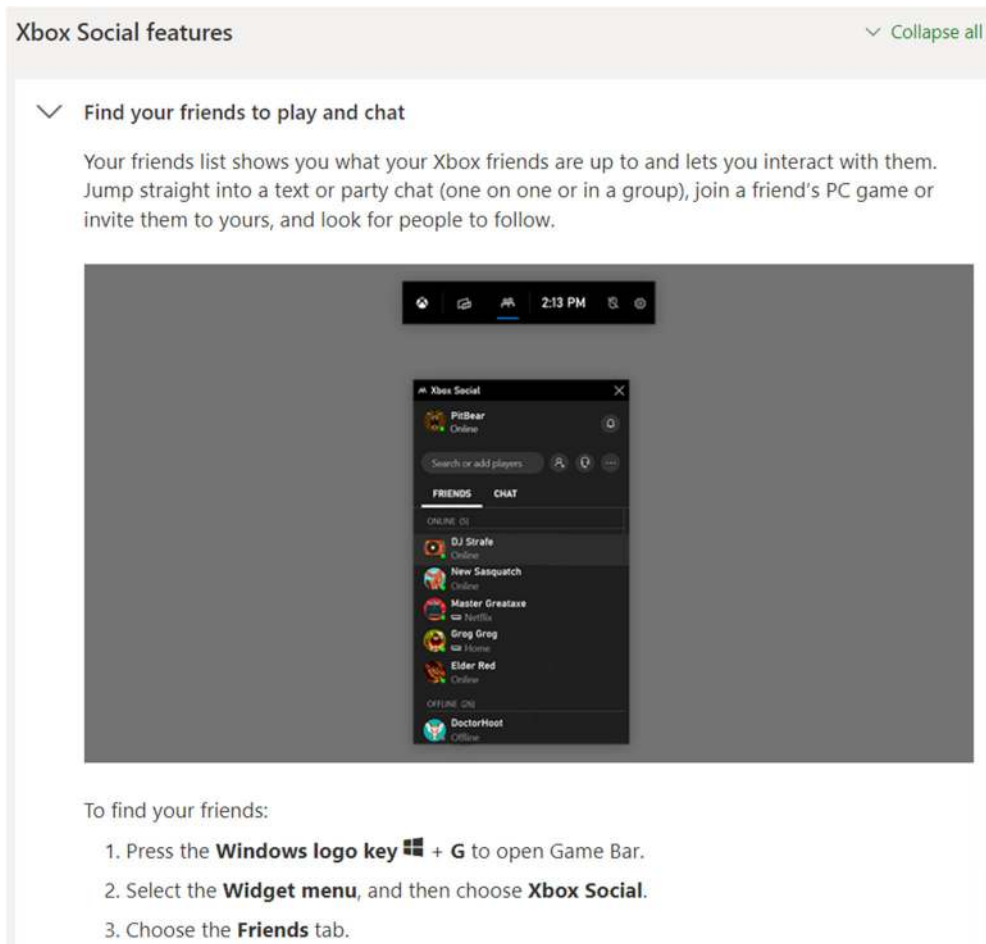 Xbox Social features
Collapse all
Find your friends to play and chat
Your friends list shows you what your Xbox friends are up to and lets you interact with them.
Jump straight into a text or party chat (one on one or in a group), join a friend's PC game or
invite them to yours, and look for people to follow.
2:13 PM
Xbox Social
PitBear
Online
Search or add players
FRIENDS CHAT
ONLINE (5)
DJ Strafe
Online
New Sasquatch
Online
Master Greataxe
Netflix
Grog Grog
Home
Elder Red
Online
OFFLINE (26)
DoctorHoot
Offline
To find your friends:
1. Press the Windows logo key + G to open Game Bar.
2. Select the Widget menu, and then choose Xbox Social.
3. Choose the Friends tab.